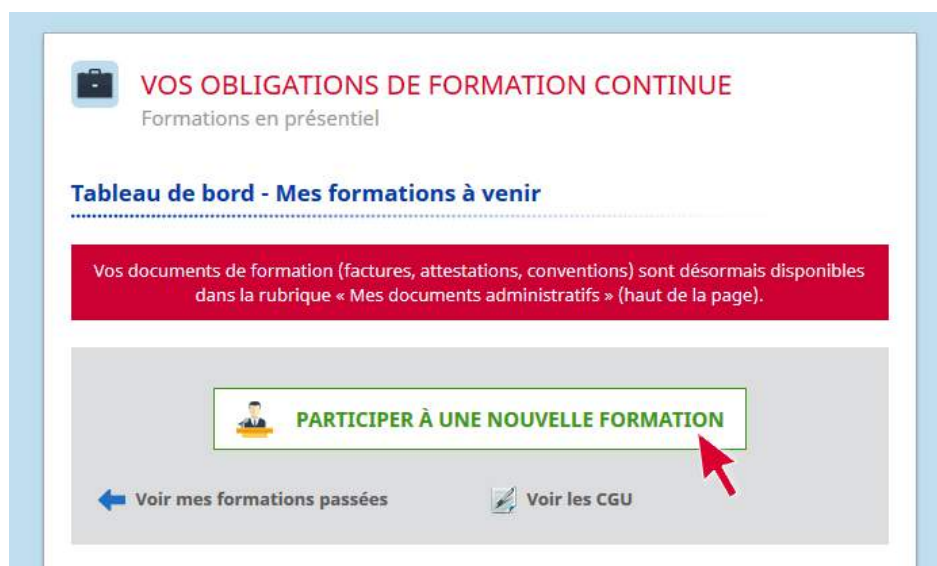 VOS OBLIGATIONS DE FORMATION CONTINUE
Formations en présentiel
Tableau de bord - Mes formations à venir
Vos documents de formation (factures, attestations, conventions) sont désormais disponibles
dans la rubrique « Mes documents administratifs » (haut de la page).
PARTICIPER À UNE NOUVELLE FORMATION
Voir mes formations passées
Voir les CGU